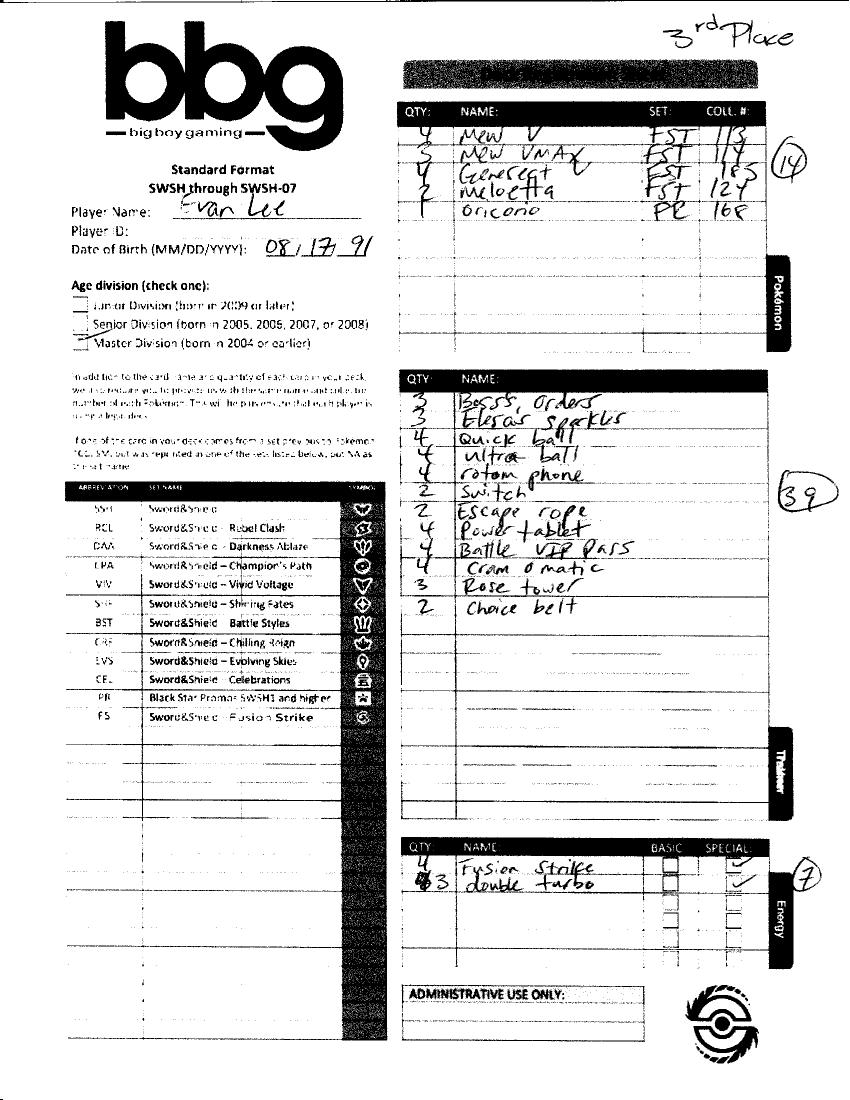 3rd Place
bbg
big boy gaming
Standard Format
SWSH through SWSH-07
Player Name: Evan Lee
Player ID:
Date of Birth (MM/DD/YYYY): 08/17/91
Age division (check one):
Junior Division (born in 2009 or later)
Senior Division (born in 2005, 2006, 2007, or 2008)
Master Division (born in 2004 or earlier)
In addition to the card name and quantity of each card in your deck,
we also require you to provide us with the set name and collector
number of each Pokémon. This will help us ensure that each player is
using a legal deck.
If one of the card in your deck comes from a set previous to Pokemon
TCG: SM, but was reprinted in one of the sets listed below, put NA as
the set name
ABBREVIATION SET NAME SYMBOL
SSH Sword&Shield
RCL Sword&Shield - Rebel Clash
DAA Sword&Shield - Darkness Ablaze
CPA Sword&Shield – Champion's Path
VIV Sword&Shield – Vivid Voltage
SHF Sword&Shield – Shining Fates
BST Sword&Shield Battle Styles
CRE Sword&Shield – Chilling Reign
EVS Sword&Shield – Evolving Skies
CEL Sword&Shield - Celebrations
PR Black Star Promos SWSH1 and higher
FS Sword&Shield - Fusion Strike
QTY: NAME: SET: COLL. #:
4 Mew V FST 113
3 Mew VMAX FST 114
4 Genesect V FST 185
2 Meloetta FST 124
1 Oricorio PR 168
14
Pokémon
QTY: NAME:
3 Boss's, Orders
3 Elesa's sparkles
4 Quick ball
4 ultra ball
4 rotom phone
2 Switch
2 Escape rope
4 Power tablet
4 Battle VIP Pass
4 Cram o matic
3 Rose tower
2 Choice belt
39
Trainer
QTY NAME: BASIC SPECIAL:
4 Fusion Strike
3 double turbo
7
Energy
ADMINISTRATIVE USE ONLY: